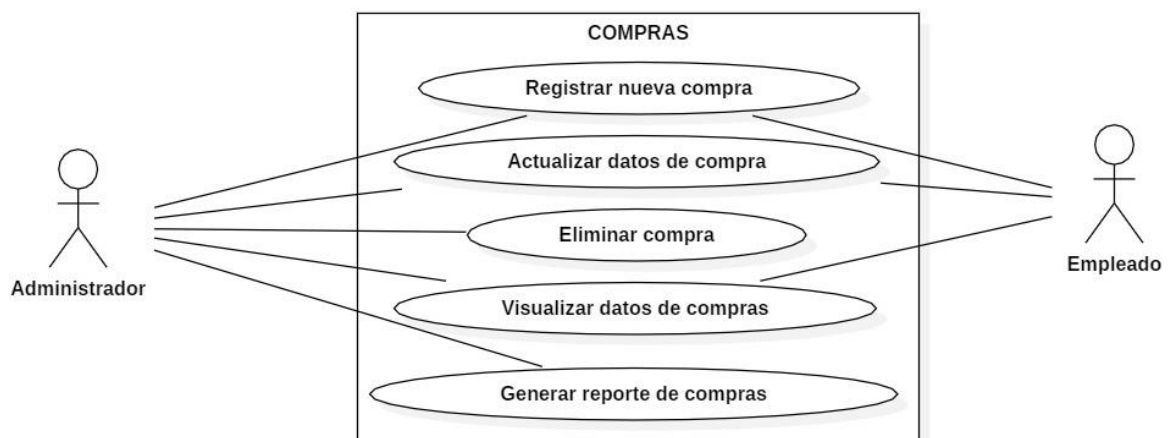 COMPRAS
Registrar nueva compra
Actualizar datos de compra
Eliminar compra
Empleado
Administrador
Visualizar datos de compras
Generar reporte de compras